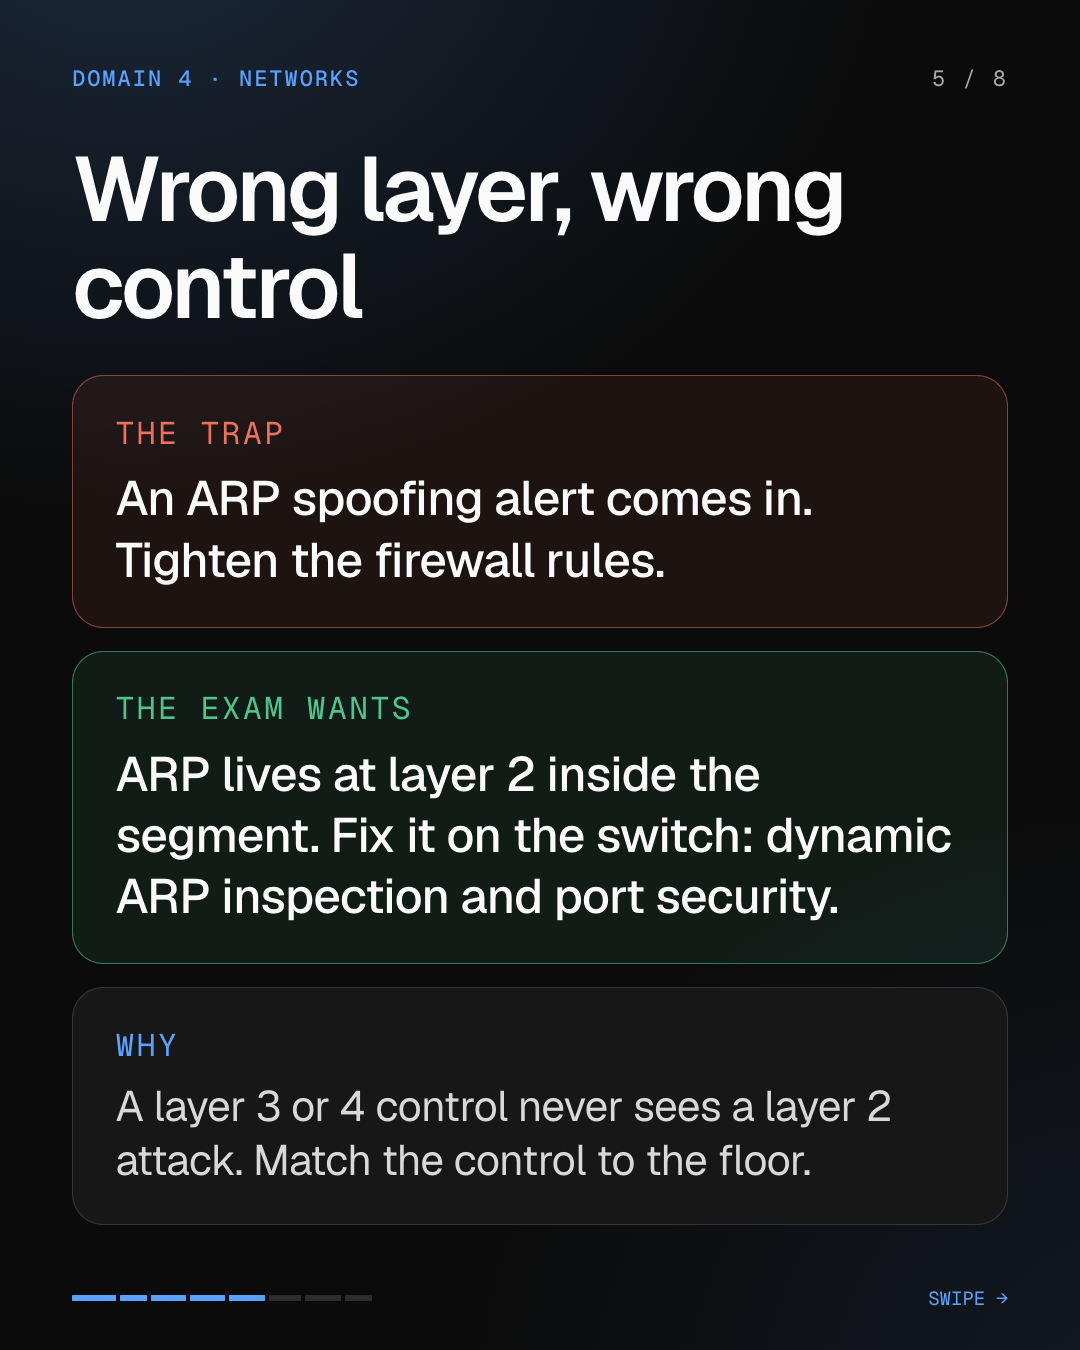 DOMAIN 4 · NETWORKS
5 / 8
Wrong layer, wrong
control
THE TRAP
An ARP spoofing alert comes in.
Tighten the firewall rules.
THE EXAM WANTS
ARP lives at layer 2 inside the
segment. Fix it on the switch: dynamic
ARP inspection and port security.
WHY
A layer 3 or 4 control never sees a layer 2
attack. Match the control to the floor.
SWIPE →